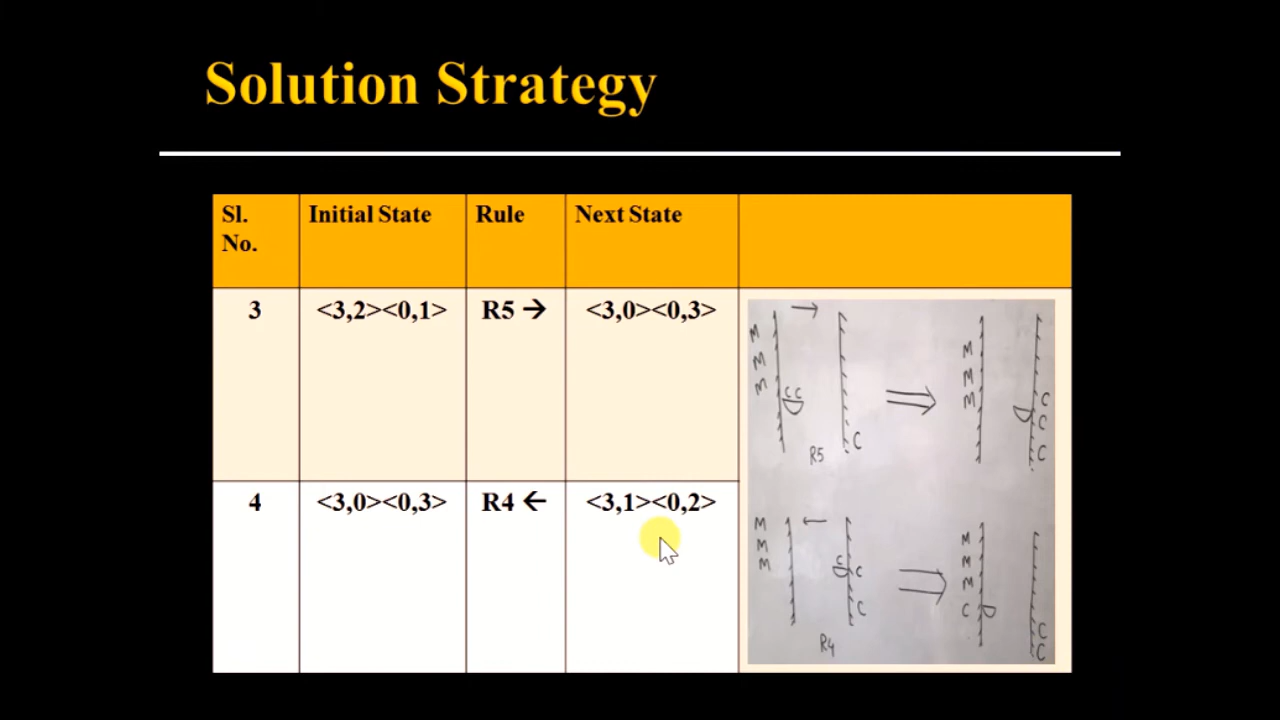 Solution Strategy
Sl. No. Initial State Rule Next State
3 <3,2><0,1> R5 → <3,0><0,3>
→
M
M
M
C C
C
R5
⇒
M
M
M
C
C
C
4 <3,0><0,3> R4 ← <3,1><0,2>
←
M
M
M
C C
C
R4
⇒
M
M
M
C
C
C